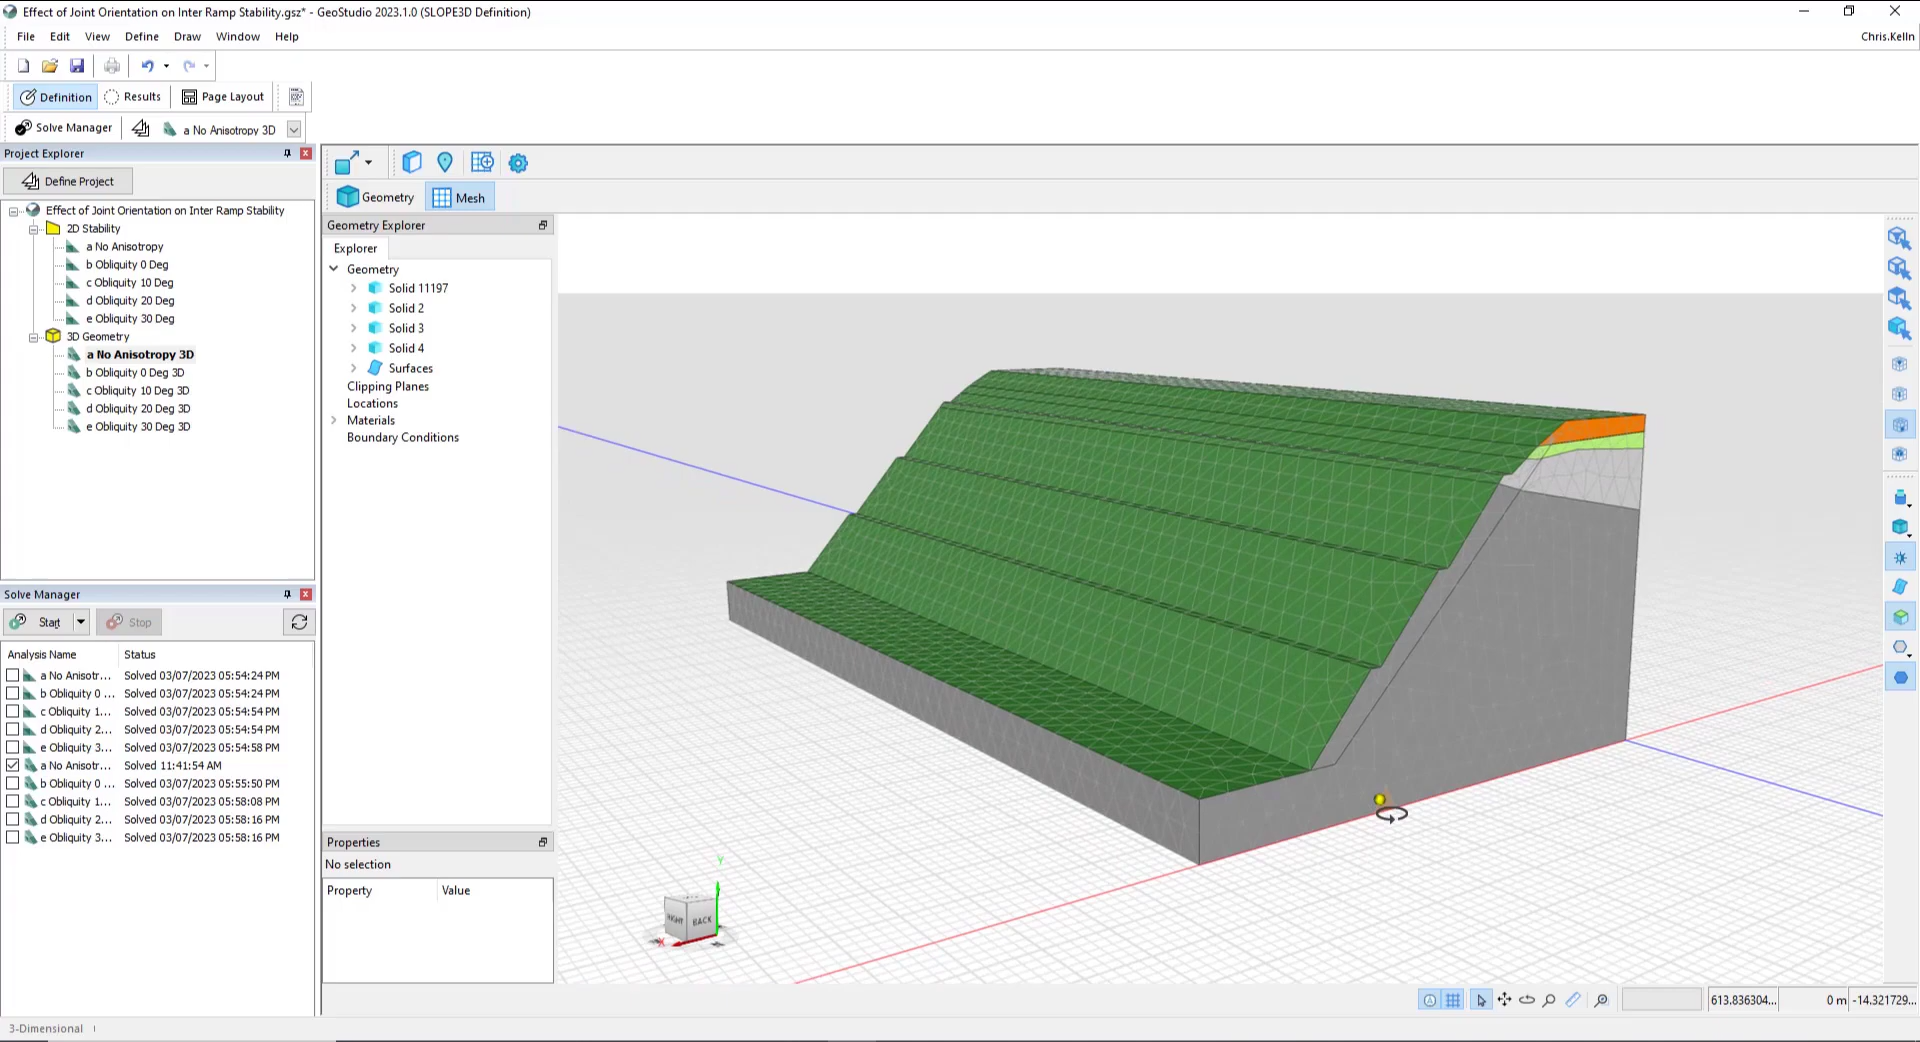 Effect of Joint Orientation on Inter Ramp Stability.gsz* - GeoStudio 2023.1.0 (SLOPE3D Definition)
File Edit View Define Draw Window Help
Chris.Kelln
Definition Results Page Layout
Solve Manager a No Anisotropy 3D
Project Explorer
Define Project
Effect of Joint Orientation on Inter Ramp Stability
2D Stability
a No Anisotropy
b Obliquity 0 Deg
c Obliquity 10 Deg
d Obliquity 20 Deg
e Obliquity 30 Deg
3D Geometry
a No Anisotropy 3D
b Obliquity 0 Deg 3D
c Obliquity 10 Deg 3D
d Obliquity 20 Deg 3D
e Obliquity 30 Deg 3D
Solve Manager
Start Stop
Analysis Name Status
a No Anisotr... Solved 03/07/2023 05:54:24 PM
b Obliquity 0 ... Solved 03/07/2023 05:54:24 PM
c Obliquity 1... Solved 03/07/2023 05:54:54 PM
d Obliquity 2... Solved 03/07/2023 05:54:54 PM
e Obliquity 3... Solved 03/07/2023 05:54:58 PM
a No Anisotr... Solved 11:41:54 AM
b Obliquity 0 ... Solved 03/07/2023 05:55:50 PM
c Obliquity 1... Solved 03/07/2023 05:58:08 PM
d Obliquity 2... Solved 03/07/2023 05:58:16 PM
e Obliquity 3... Solved 03/07/2023 05:58:16 PM
Geometry Mesh
Geometry Explorer
Explorer
Geometry
Solid 11197
Solid 2
Solid 3
Solid 4
Surfaces
Clipping Planes
Locations
Materials
Boundary Conditions
Properties
No selection
Property Value
Y
RIGHT BACK
X
613.836304... 0 m -14.321729...
3-Dimensional